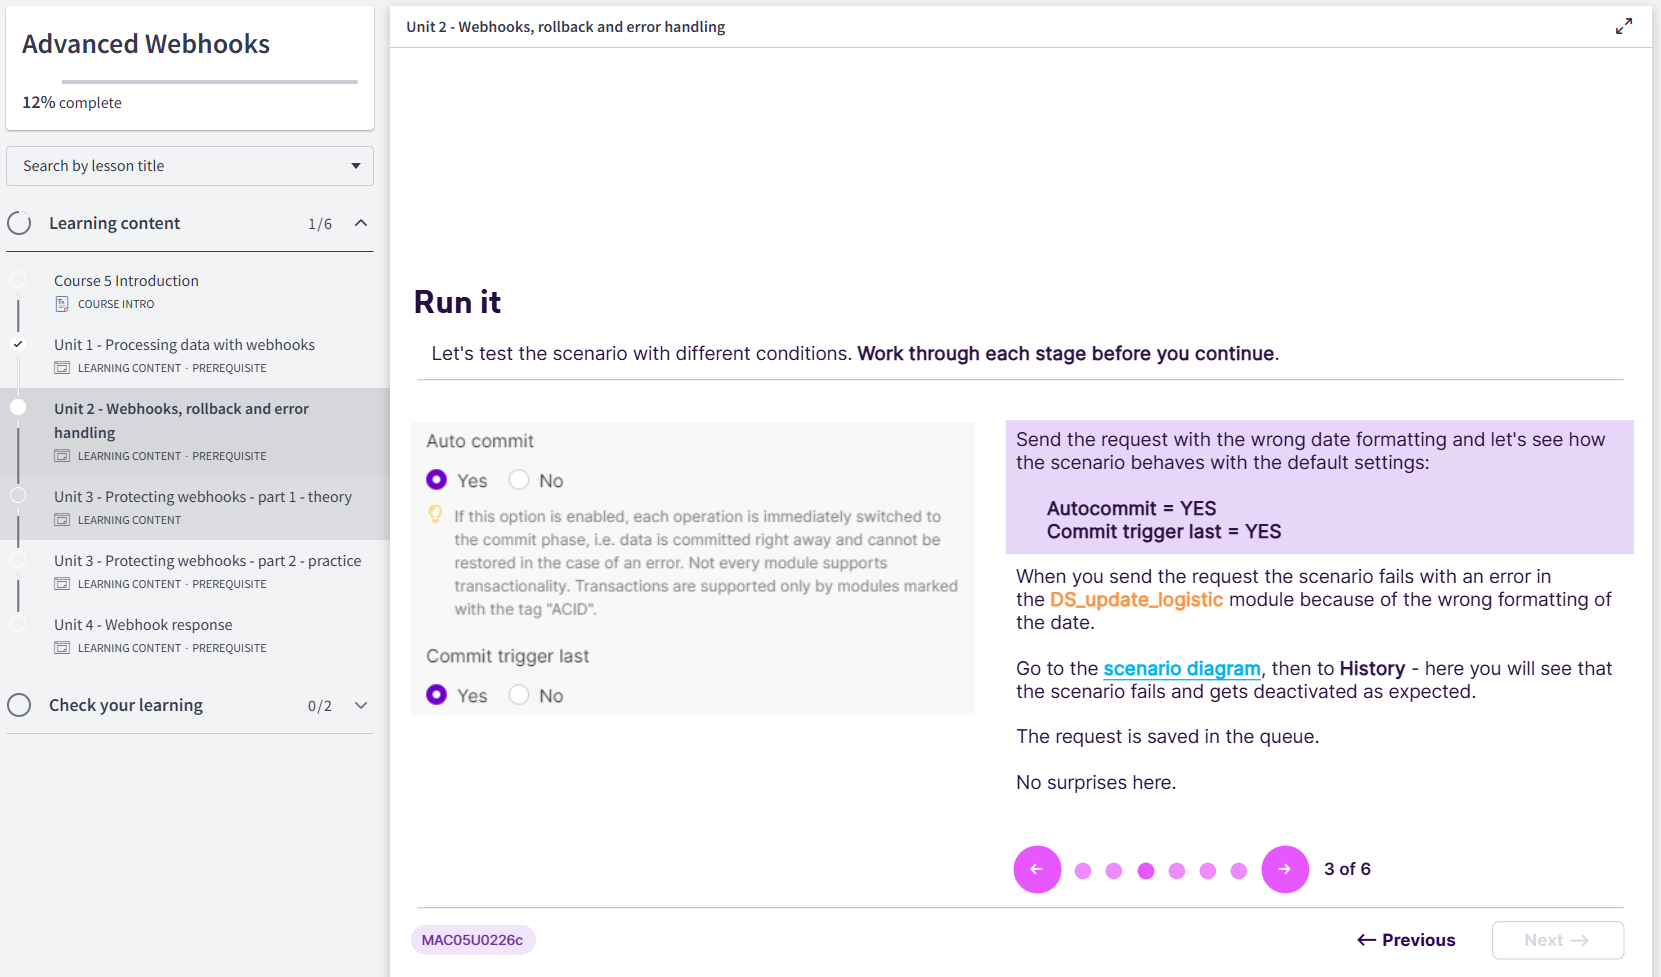 Advanced Webhooks
12% complete
Search by lesson title
Learning content 1/6
Course 5 Introduction
COURSE INTRO
Unit 1 - Processing data with webhooks
LEARNING CONTENT · PREREQUISITE
Unit 2 - Webhooks, rollback and error
handling
LEARNING CONTENT · PREREQUISITE
Unit 3 - Protecting webhooks - part 1 - theory
LEARNING CONTENT
Unit 3 - Protecting webhooks - part 2 - practice
LEARNING CONTENT · PREREQUISITE
Unit 4 - Webhook response
LEARNING CONTENT · PREREQUISITE
Check your learning 0/2
Unit 2 - Webhooks, rollback and error handling
Run it
Let's test the scenario with different conditions. Work through each stage before you continue.
Auto commit
Yes No
If this option is enabled, each operation is immediately switched to
the commit phase, i.e. data is committed right away and cannot be
restored in the case of an error. Not every module supports
transactionality. Transactions are supported only by modules marked
with the tag "ACID".
Commit trigger last
Yes No
Send the request with the wrong date formatting and let's see how
the scenario behaves with the default settings:
Autocommit = YES
Commit trigger last = YES
When you send the request the scenario fails with an error in
the DS_update_logistic module because of the wrong formatting of
the date.
Go to the scenario diagram, then to History - here you will see that
the scenario fails and gets deactivated as expected.
The request is saved in the queue.
No surprises here.
← → 3 of 6
MAC05U0226c
← Previous
Next →